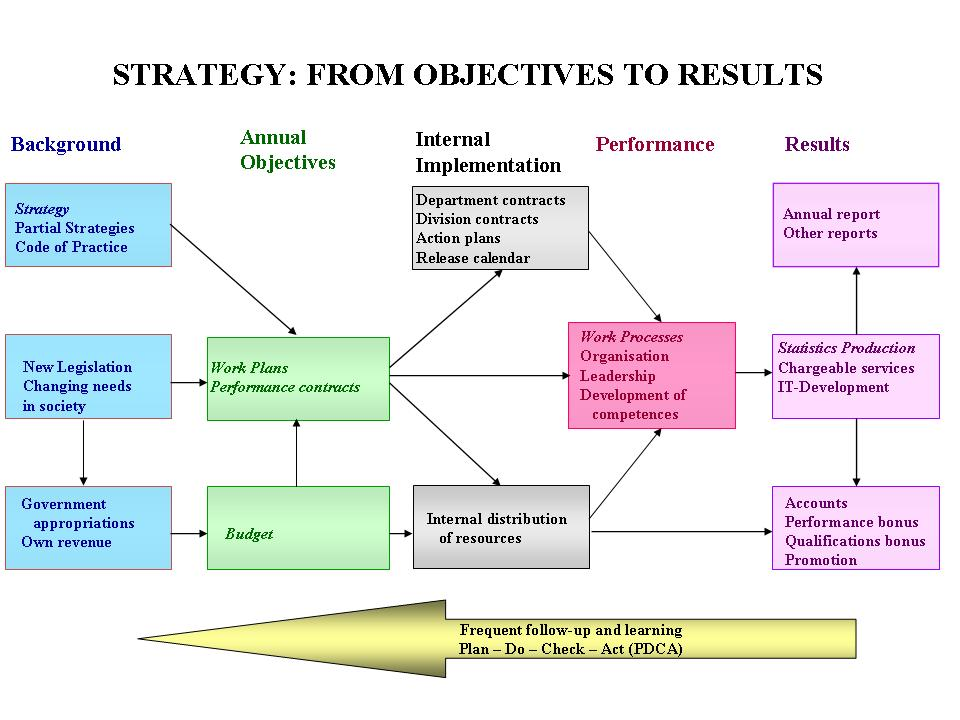 STRATEGY: FROM OBJECTIVES TO RESULTS
Background
Annual
Objectives
Internal
Implementation
Performance
Results
Strategy
Partial Strategies
Code of Practice
Department contracts
Division contracts
Action plans
Release calendar
Annual report
Other reports
New Legislation
Changing needs
in society
Work Plans
Performance contracts
Work Processes
Organisation
Leadership
Development of
competences
Statistics Production
Chargeable services
IT-Development
Government
appropriations
Own revenue
Budget
Internal distribution
of resources
Accounts
Performance bonus
Qualifications bonus
Promotion
Frequent follow-up and learning
Plan – Do – Check – Act (PDCA)